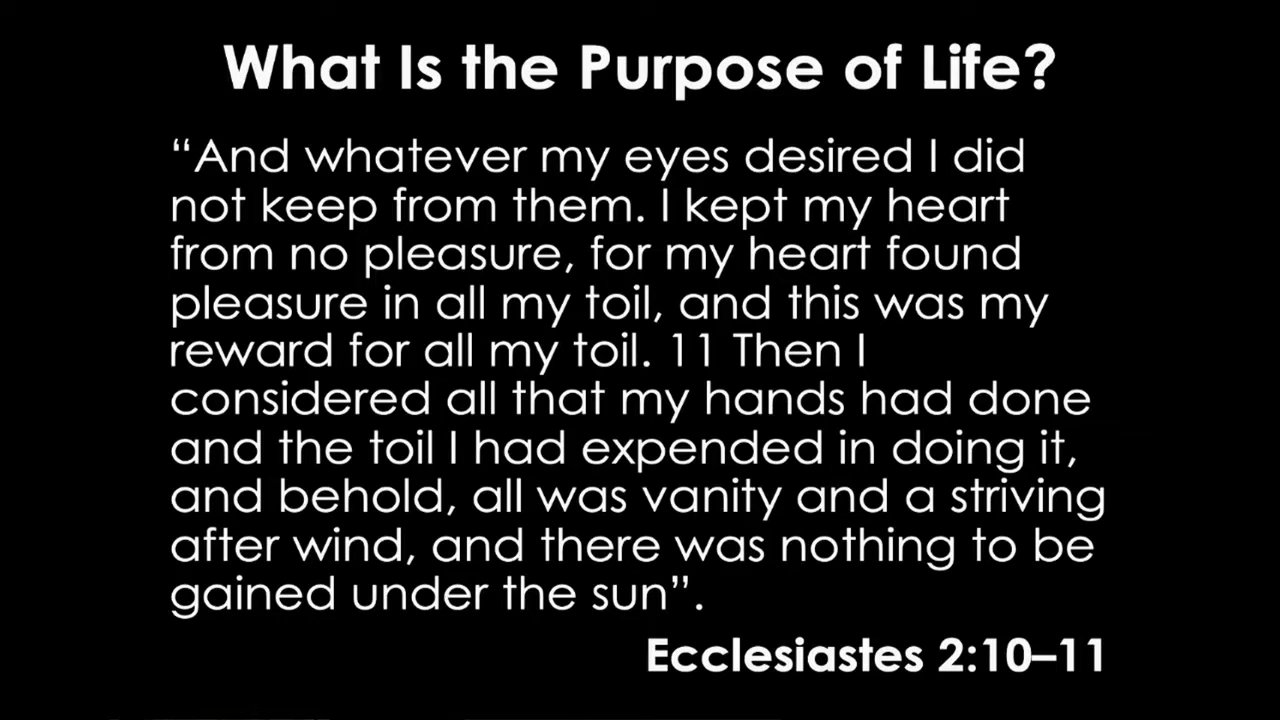 What Is the Purpose of Life?
“And whatever my eyes desired I did
not keep from them. I kept my heart
from no pleasure, for my heart found
pleasure in all my toil, and this was my
reward for all my toil. 11 Then I
considered all that my hands had done
and the toil I had expended in doing it,
and behold, all was vanity and a striving
after wind, and there was nothing to be
gained under the sun”.
Ecclesiastes 2:10–11